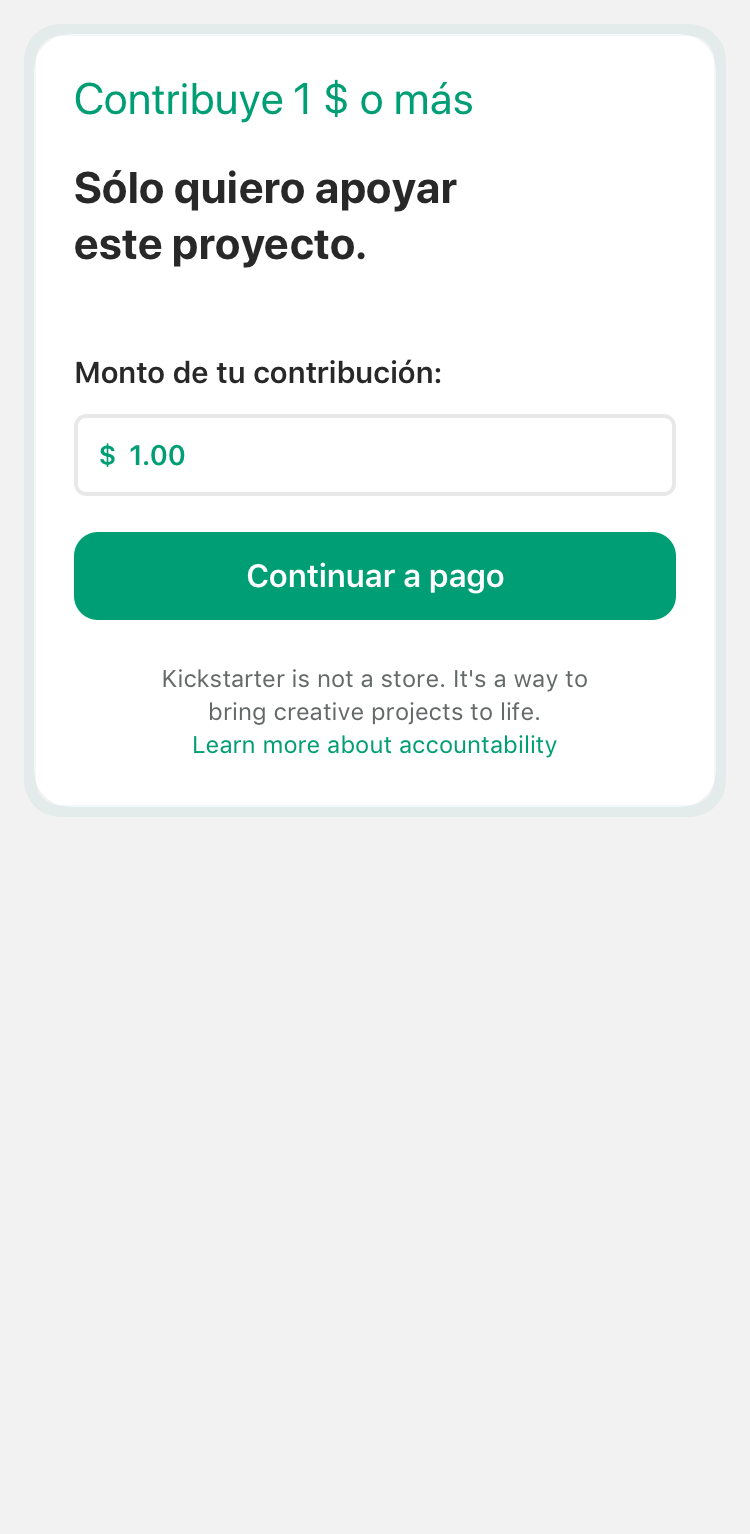 Contribuye 1 $ o más
Sólo quiero apoyar
este proyecto.
Monto de tu contribución:
$ 1.00
Continuar a pago
Kickstarter is not a store. It's a way to
bring creative projects to life.
Learn more about accountability